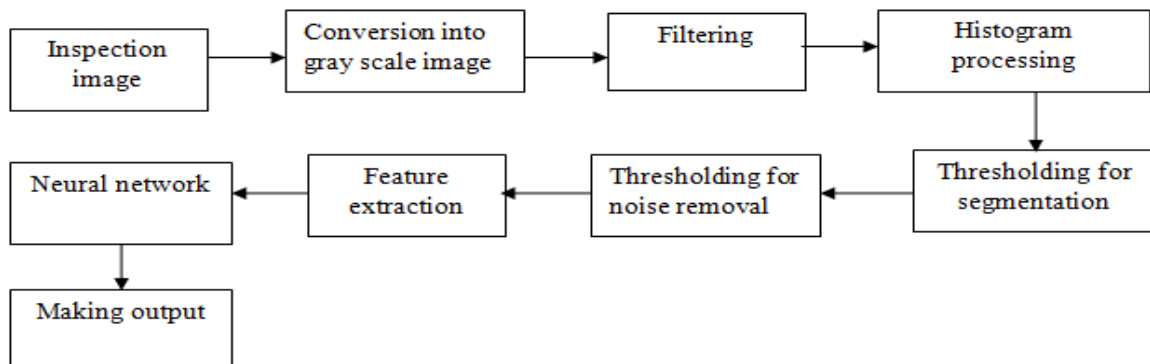 Inspection
image
Conversion into
gray scale image
Filtering
Histogram
processing
Thresholding for
segmentation
Thresholding for
noise removal
Feature
extraction
Neural network
Making output